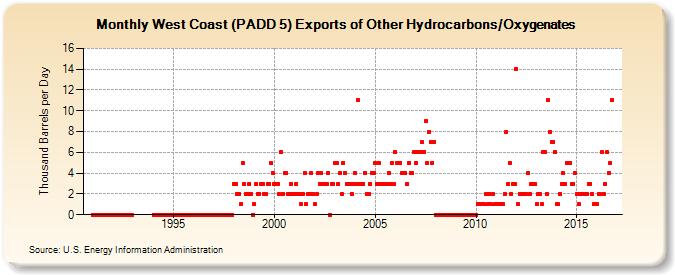 Monthly West Coast (PADD 5) Exports of Other Hydrocarbons/Oxygenates
Thousand Barrels per Day
16
14
12
10
8
6
4
2
0
1995 2000 2005 2010 2015
Source: U.S. Energy Information Administration